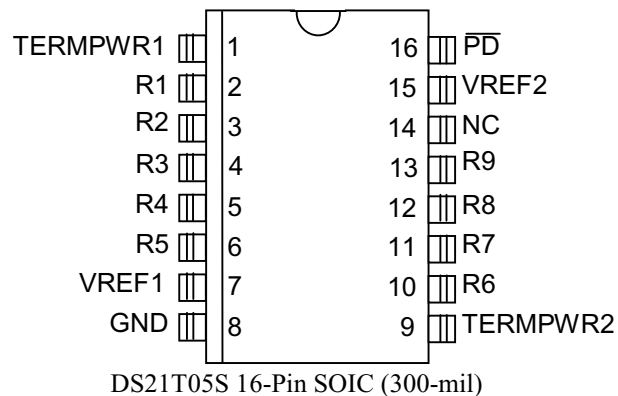 TERMPWR1 1 16 P̅D̅
R1 2 15 VREF2
R2 3 14 NC
R3 4 13 R9
R4 5 12 R8
R5 6 11 R7
VREF1 7 10 R6
GND 8 9 TERMPWR2
DS21T05S 16-Pin SOIC (300-mil)